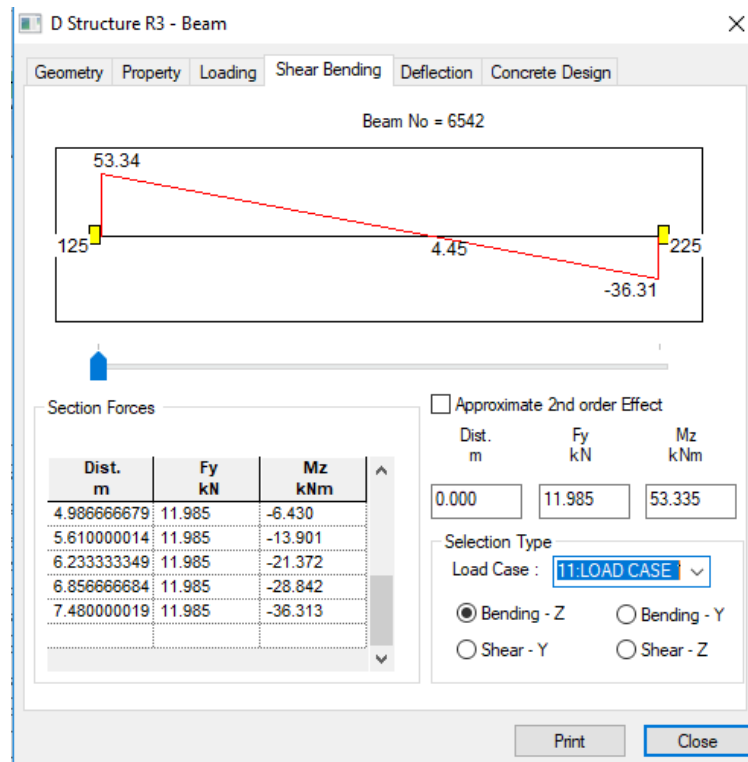 D Structure R3 - Beam
Geometry Property Loading Shear Bending Deflection Concrete Design
Beam No = 6542
53.34
125 4.45 225
-36.31
Section Forces
Dist. m Fy kN Mz kNm
4.986666679 11.985 -6.430
5.610000014 11.985 -13.901
6.233333349 11.985 -21.372
6.856666684 11.985 -28.842
7.480000019 11.985 -36.313
Approximate 2nd order Effect
Dist. Fy Mz
m kN kNm
0.000 11.985 53.335
Selection Type
Load Case : 11:LOAD CASE
Bending - Z Bending - Y
Shear - Y Shear - Z
Print Close